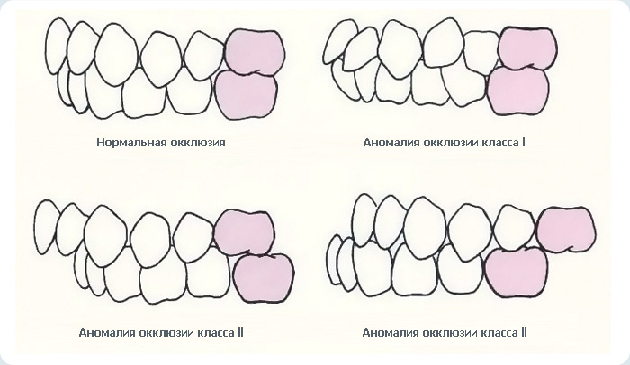 Нормальная окклюзия
Аномалия окклюзии класса I
Аномалия окклюзии класса II
Аномалия окклюзии класса II